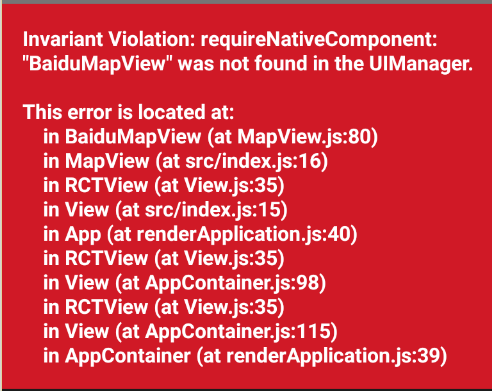 Invariant Violation: requireNativeComponent:
"BaiduMapView" was not found in the UIManager.
This error is located at:
in BaiduMapView (at MapView.js:80)
in MapView (at src/index.js:16)
in RCTView (at View.js:35)
in View (at src/index.js:15)
in App (at renderApplication.js:40)
in RCTView (at View.js:35)
in View (at AppContainer.js:98)
in RCTView (at View.js:35)
in View (at AppContainer.js:115)
in AppContainer (at renderApplication.js:39)